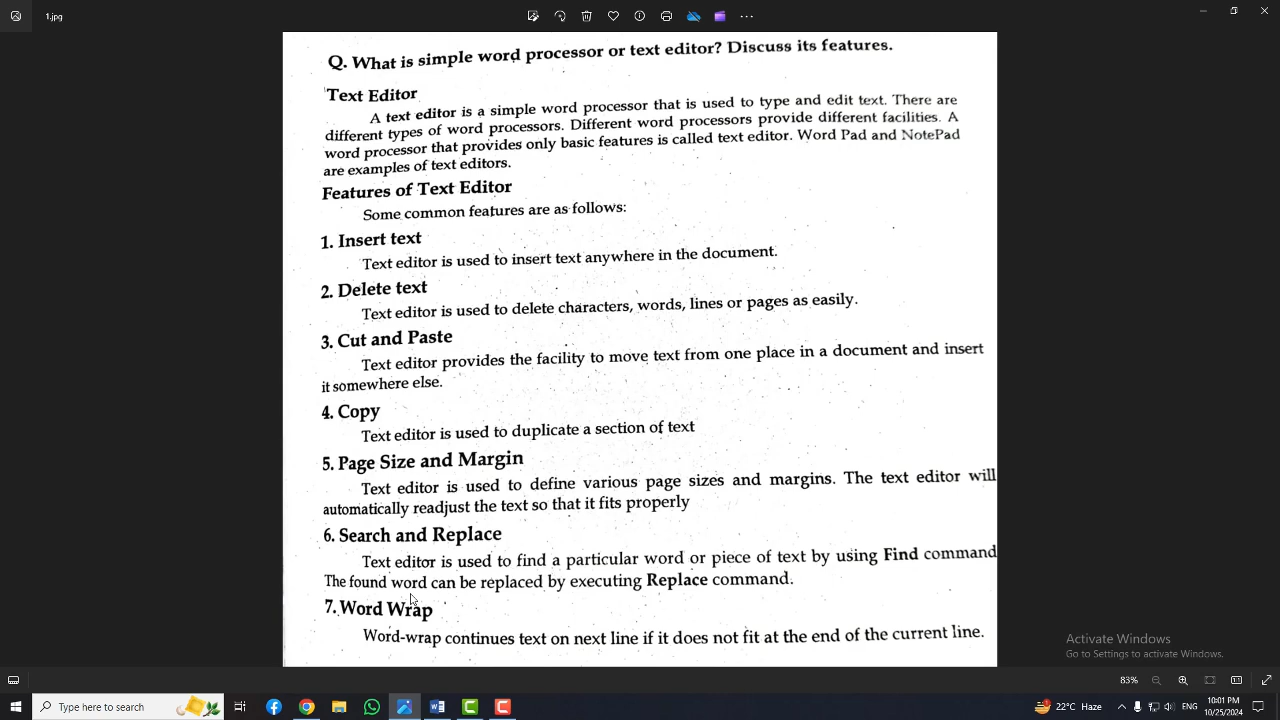 1.jpg
Q. What is simple word processor or text editor? Discuss its features.
Text Editor
A text editor is a simple word processor that is used to type and edit text. There are
different types of word processors. Different word processors provide different facilities. A
word processor that provides only basic features is called text editor. Word Pad and NotePad
are examples of text editors.
Features of Text Editor
Some common features are as follows:
1. Insert text
Text editor is used to insert text anywhere in the document.
2. Delete text
Text editor is used to delete characters, words, lines or pages as easily.
3. Cut and Paste
Text editor provides the facility to move text from one place in a document and insert
it somewhere else.
4. Copy
Text editor is used to duplicate a section of text
5. Page Size and Margin
Text editor is used to define various page sizes and margins. The text editor will
automatically readjust the text so that it fits properly
6. Search and Replace
Text editor is used to find a particular word or piece of text by using Find command
The found word can be replaced by executing Replace command.
7. Word Wrap
Word-wrap continues text on next line if it does not fit at the end of the current line.
Activate Windows
Go to Settings to activate Windows.
83%
Type here to search
22°C Haze
ENG
10:01 PM
10/25/2024